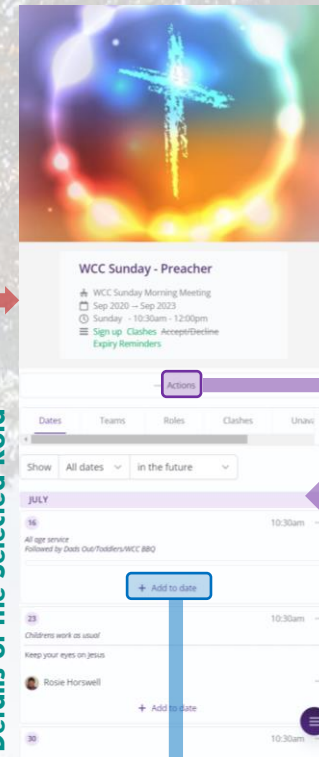 WCC Sunday - Preacher
WCC Sunday Morning Meeting
Sep 2020 → Sep 2023
Sunday - 10:30am - 12:00pm
Sign up Clashes Accept/Decline
Expiry Reminders
Actions
Dates Teams Roles Clashes
Show All dates in the future
JULY
16 10:30am
All age service
Followed by Dads Out/Toddlers/WCC BBQ
+ Add to date
23 10:30am
Childrens work as usual
Keep your eyes on Jesus
Rosie Horswell
+ Add to date
30 10:30am
Details of the Selected Rota